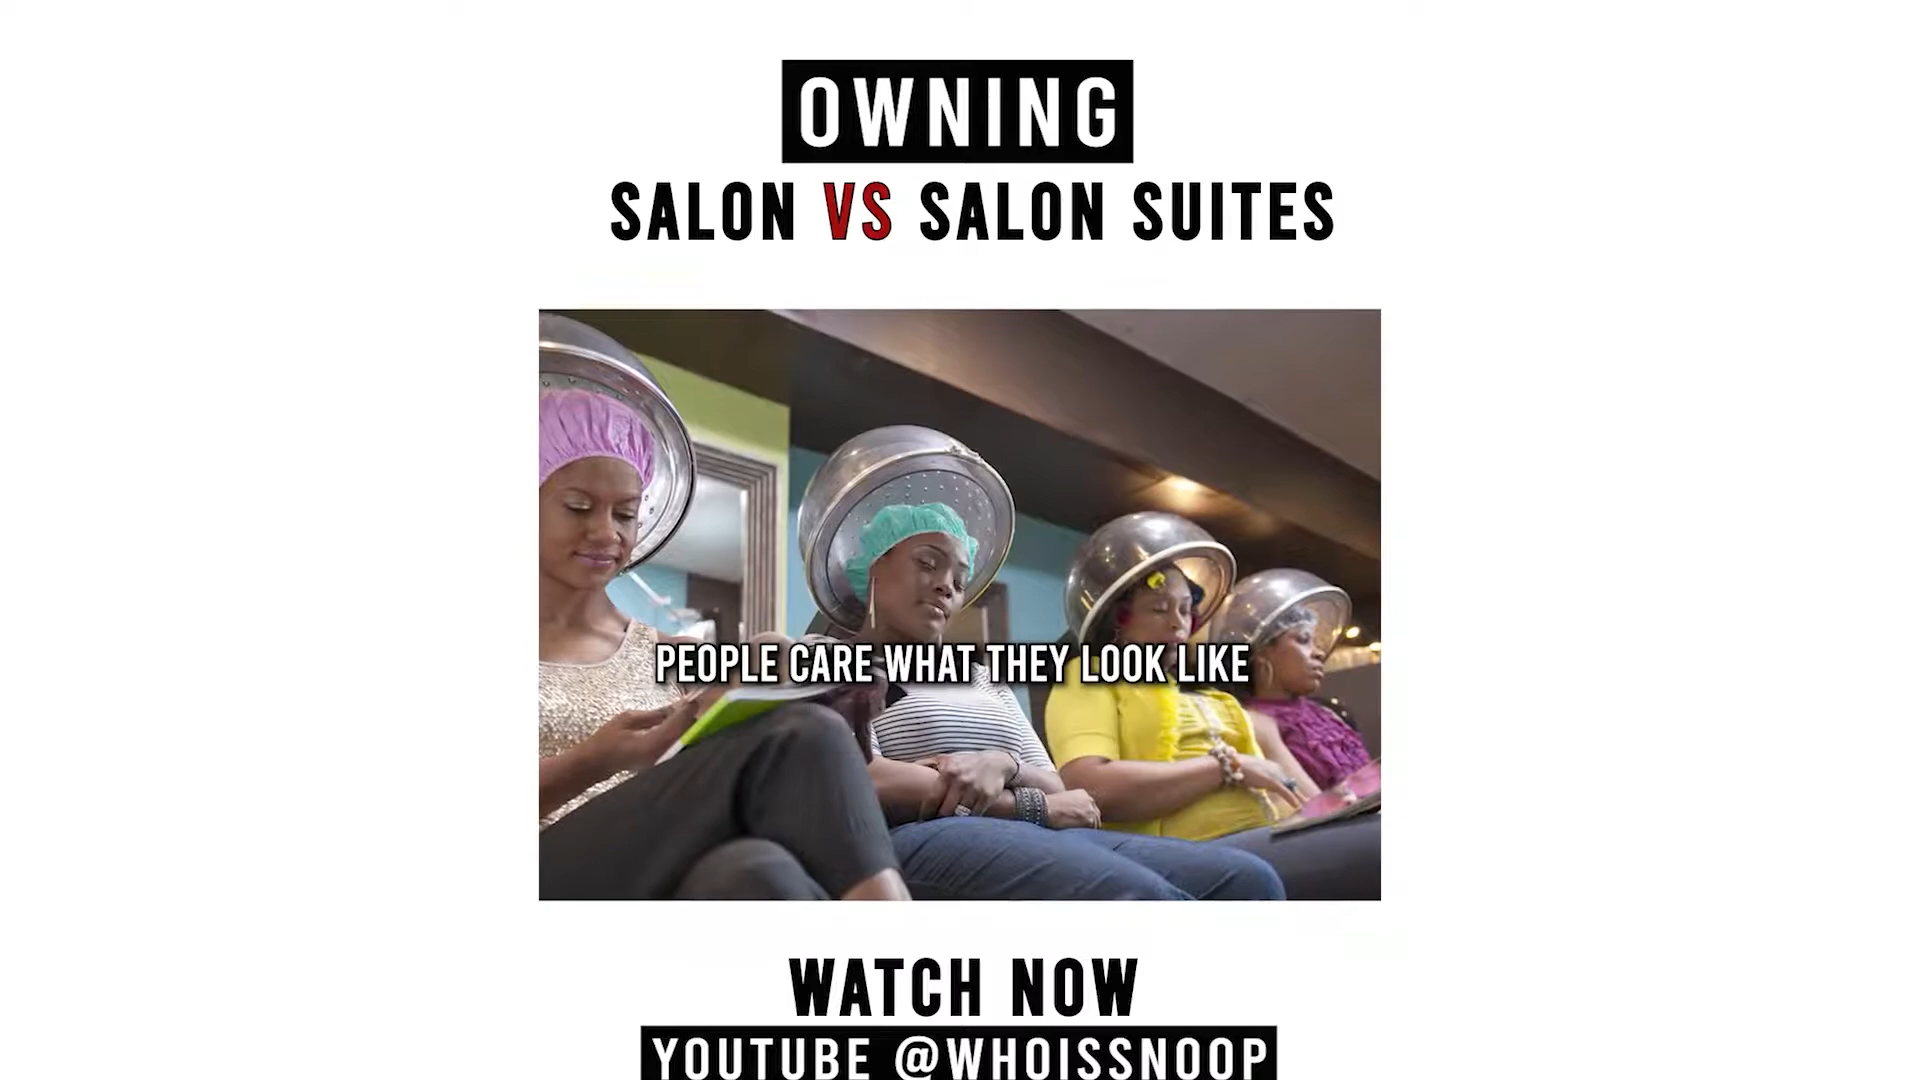 OWNING
SALON VS SALON SUITES
PEOPLE CARE WHAT THEY LOOK LIKE
WATCH NOW
YOUTUBE @WHOISSNOOP